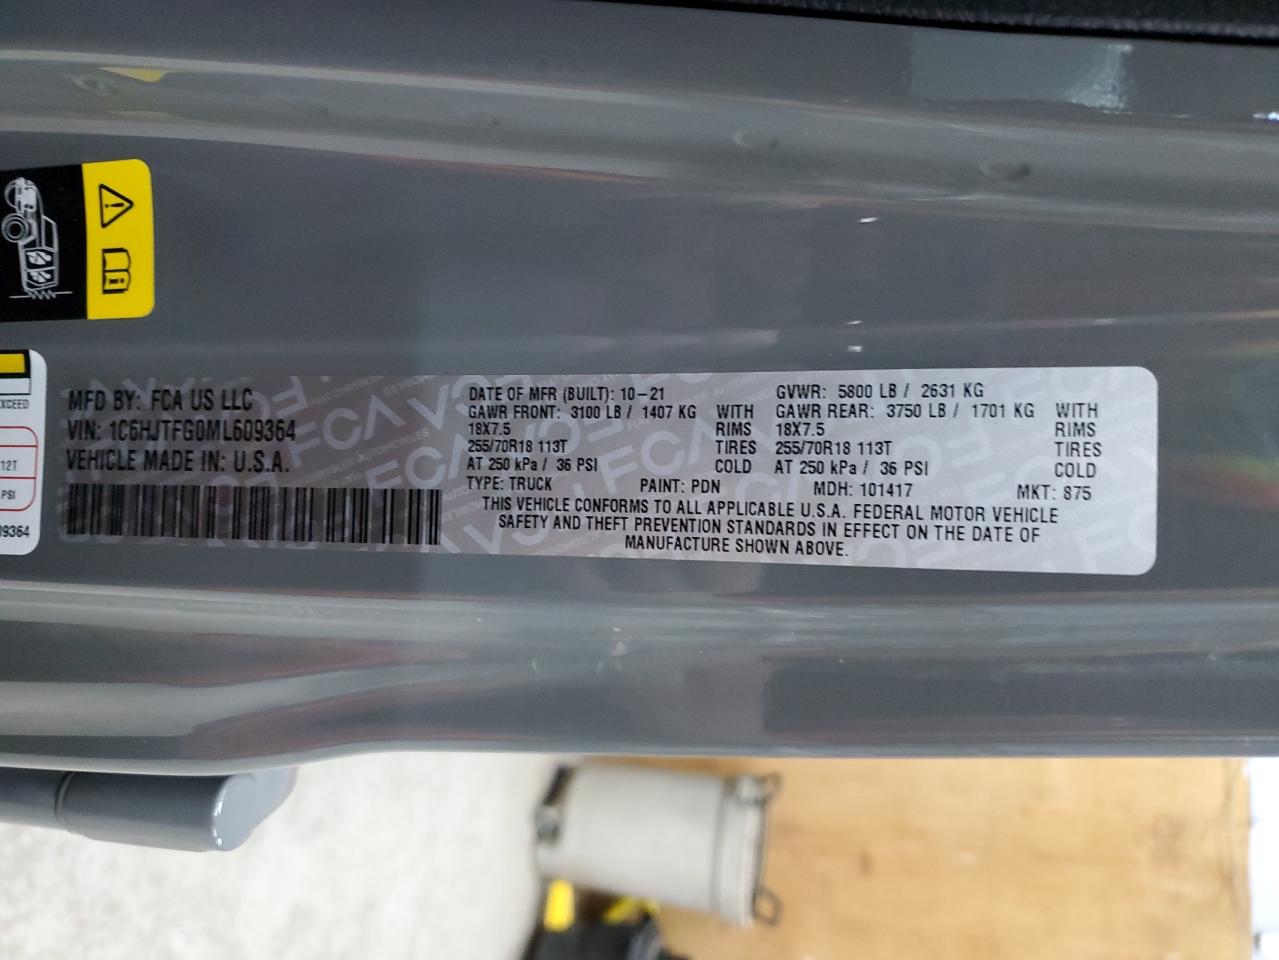 EXCEED
12T
PSI
09364
MFD BY: FCA US LLC
VIN: 1C6HJTFG0ML609364
VEHICLE MADE IN: U.S.A.
DATE OF MFR (BUILT): 10-21 GVWR: 5800 LB / 2631 KG
GAWR FRONT: 3100 LB / 1407 KG WITH GAWR REAR: 3750 LB / 1701 KG WITH
18X7.5 RIMS 18X7.5 RIMS
255/70R18 113T TIRES 255/70R18 113T TIRES
AT 250 kPa / 36 PSI COLD AT 250 kPa / 36 PSI COLD
TYPE: TRUCK PAINT: PDN MDH: 101417 MKT: 875
THIS VEHICLE CONFORMS TO ALL APPLICABLE U.S.A. FEDERAL MOTOR VEHICLE
SAFETY AND THEFT PREVENTION STANDARDS IN EFFECT ON THE DATE OF
MANUFACTURE SHOWN ABOVE.